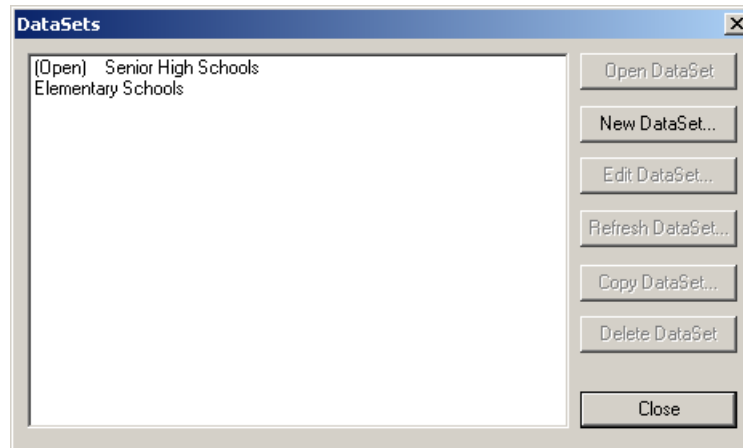 DataSets
(Open) Senior High Schools
Elementary Schools
Open DataSet
New DataSet...
Edit DataSet...
Refresh DataSet...
Copy DataSet...
Delete DataSet
Close